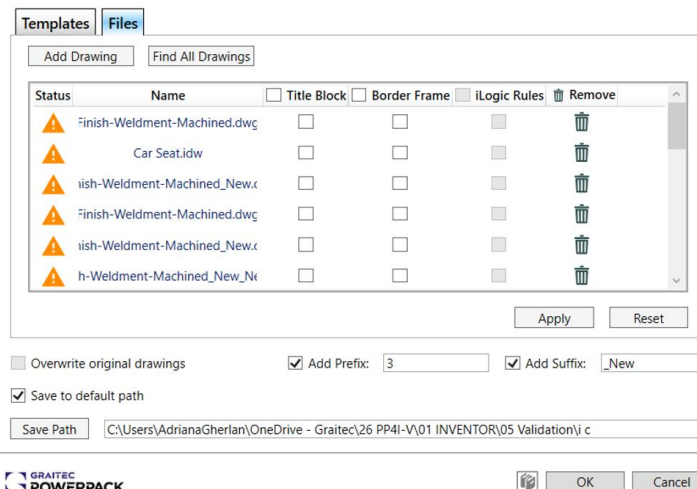 Templates Files
Add Drawing Find All Drawings
Status Name Title Block Border Frame iLogic Rules Remove
Finish-Weldment-Machined.dwg
Car Seat.idw
ish-Weldment-Machined_New.
Finish-Weldment-Machined.dwg
ish-Weldment-Machined_New.
h-Weldment-Machined_New_Ne
Apply Reset
Overwrite original drawings Add Prefix: 3 Add Suffix: _New
Save to default path
Save Path C:\Users\AdrianaGherlan\OneDrive - Graitec\26 PP4I-V\01 INVENTOR\05 Validation\i c
GRAITEC
POWERPACK
OK Cancel